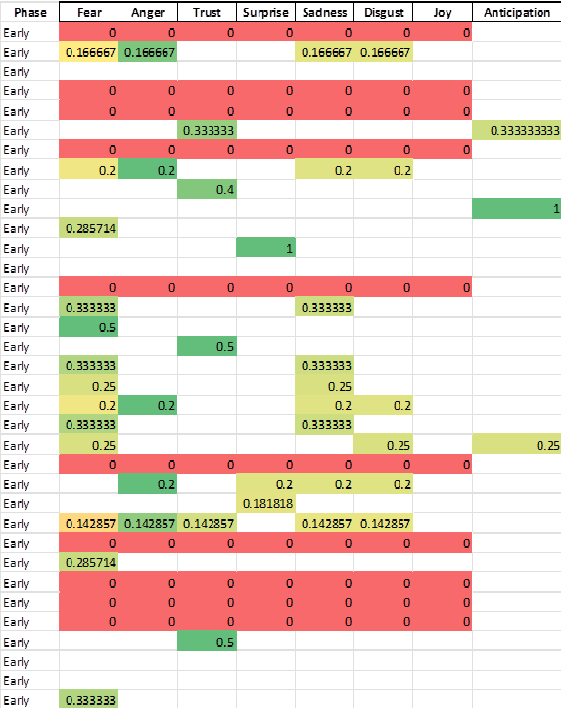 Phase Fear Anger Trust Surprise Sadness Disgust Joy Anticipation
Early 0 0 0 0 0 0 0
Early 0.166667 0.166667 0.166667 0.166667
Early
Early 0 0 0 0 0 0 0
Early 0 0 0 0 0 0 0
Early 0.333333 0.333333333
Early 0 0 0 0 0 0 0
Early 0.2 0.2 0.2 0.2
Early 0.4
Early 1
Early 0.285714
Early 1
Early
Early 0 0 0 0 0 0 0
Early 0.333333 0.333333
Early 0.5
Early 0.5
Early 0.333333 0.333333
Early 0.25 0.25
Early 0.2 0.2 0.2 0.2
Early 0.333333 0.333333
Early 0.25 0.25 0.25
Early 0 0 0 0 0 0 0
Early 0.2 0.2 0.2 0.2
Early 0.181818
Early 0.142857 0.142857 0.142857 0.142857 0.142857
Early 0 0 0 0 0 0 0
Early 0.285714
Early 0 0 0 0 0 0 0
Early 0 0 0 0 0 0 0
Early 0 0 0 0 0 0 0
Early 0.5
Early
Early
Early 0.333333